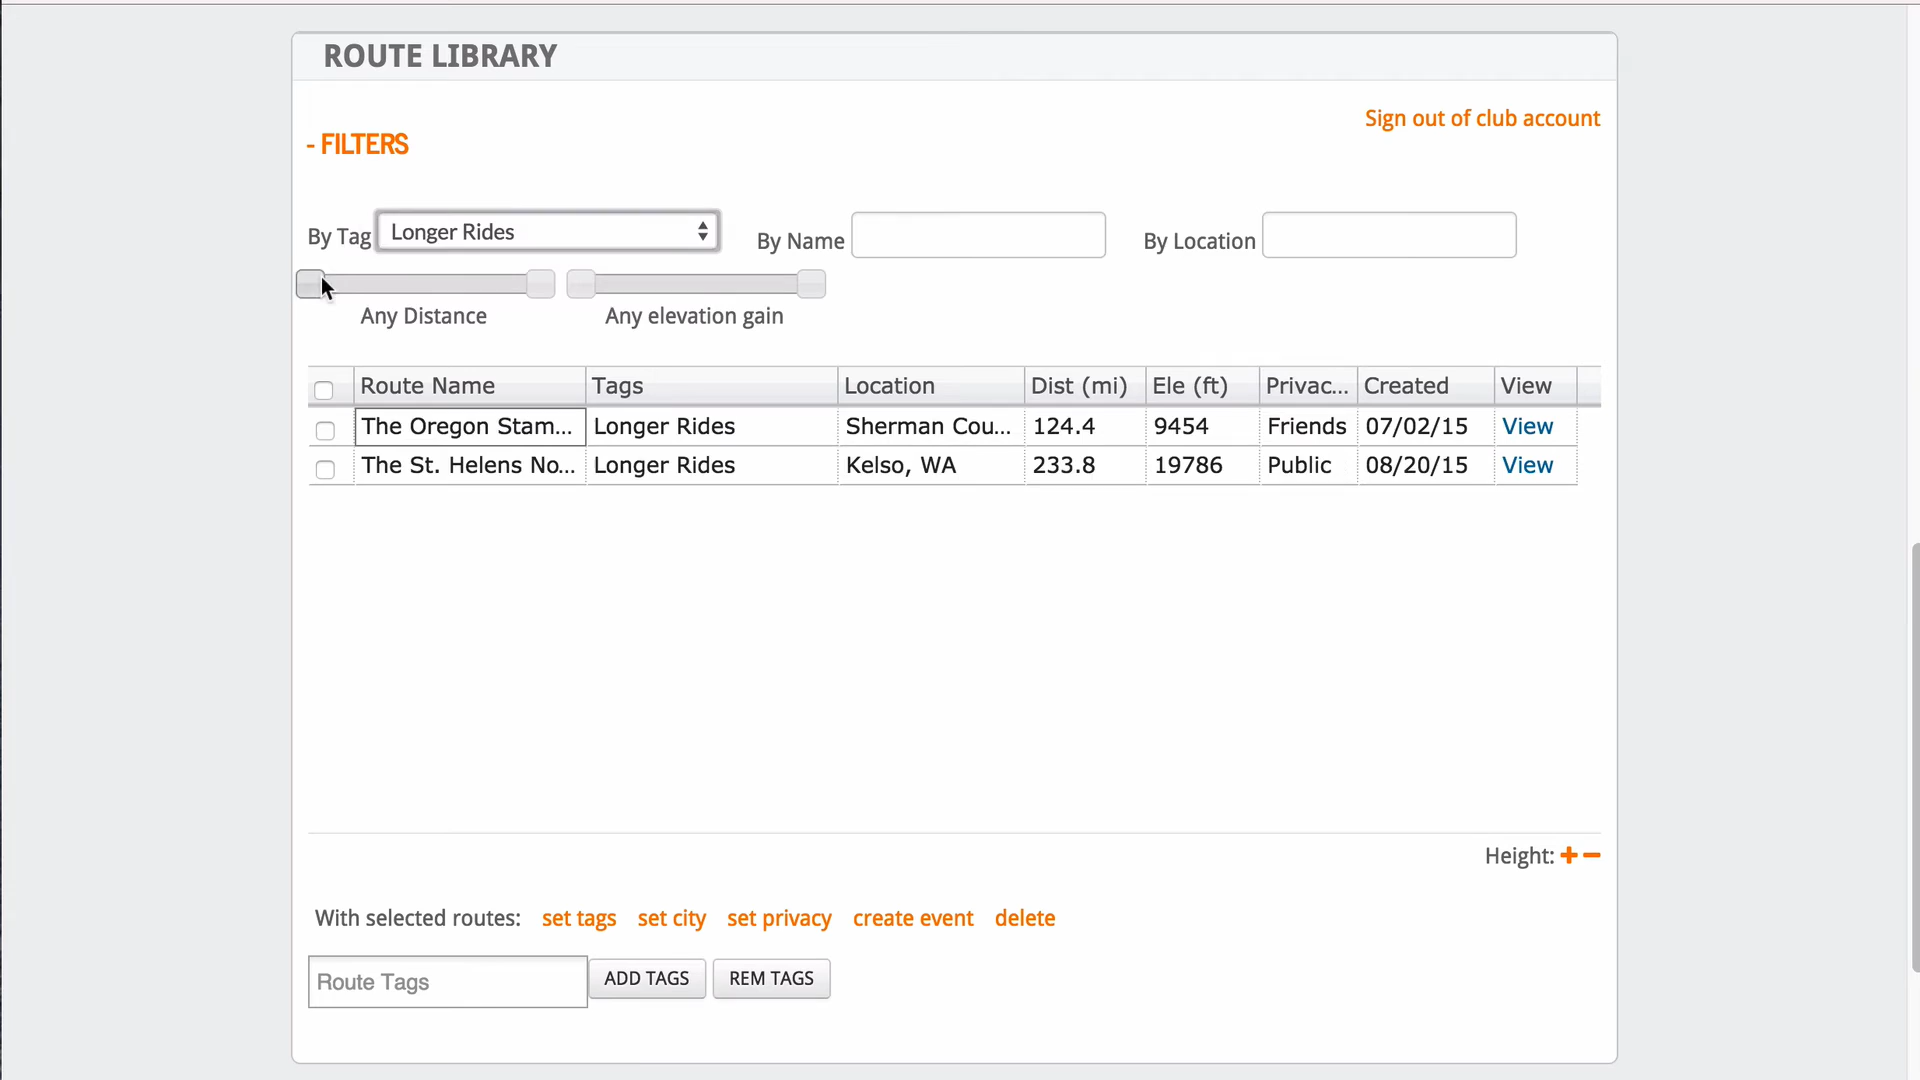 ROUTE LIBRARY
Sign out of club account
- FILTERS
By Tag Longer Rides By Name By Location
Any Distance Any elevation gain
Route Name Tags Location Dist (mi) Ele (ft) Privac... Created View
The Oregon Stam... Longer Rides Sherman Cou... 124.4 9454 Friends 07/02/15 View
The St. Helens No... Longer Rides Kelso, WA 233.8 19786 Public 08/20/15 View
Height: + −
With selected routes: set tags set city set privacy create event delete
Route Tags ADD TAGS REM TAGS